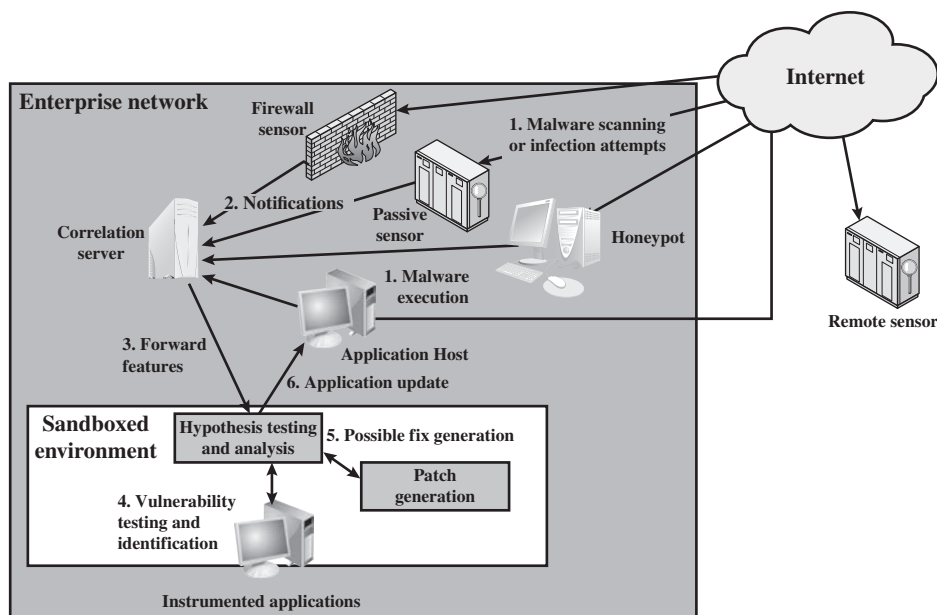 Internet
Enterprise network
Firewall
sensor
1. Malware scanning
or infection attempts
2. Notifications
Passive
sensor
Correlation
server
Honeypot
1. Malware
execution
Remote sensor
3. Forward
features
Application Host
6. Application update
Sandboxed
environment
Hypothesis testing
and analysis
5. Possible fix generation
Patch
generation
4. Vulnerability
testing and
identification
Instrumented applications